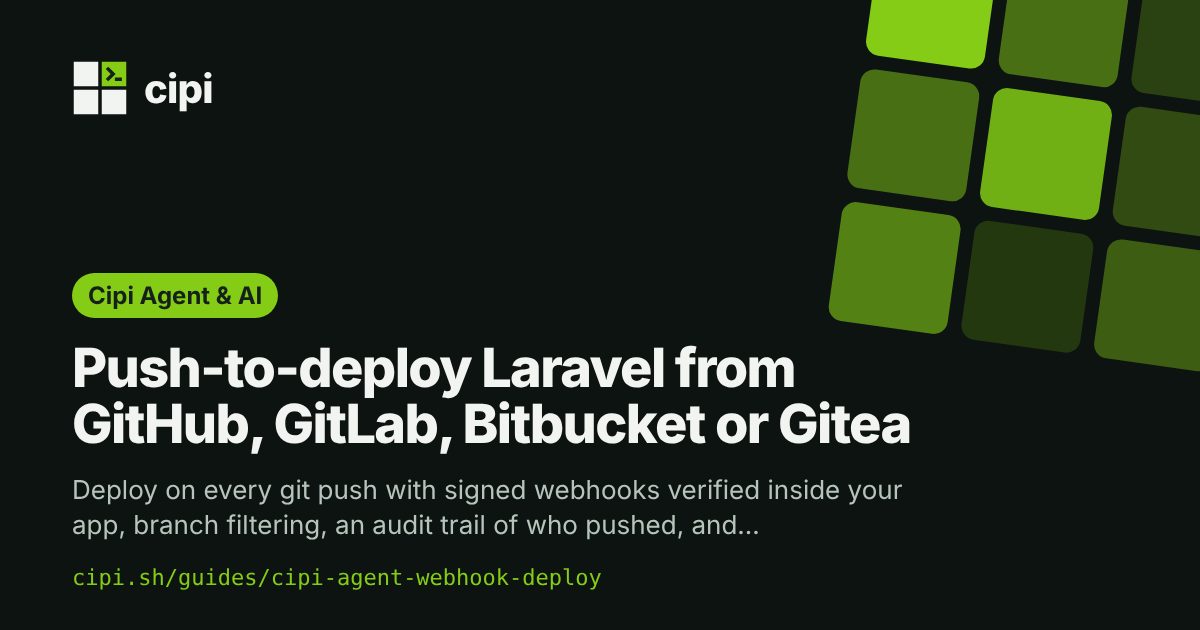 cipi
Cipi Agent & AI
Push-to-deploy Laravel from
GitHub, GitLab, Bitbucket or Gitea
Deploy on every git push with signed webhooks verified inside your
app, branch filtering, an audit trail of who pushed, and…
cipi.sh/guides/cipi-agent-webhook-deploy